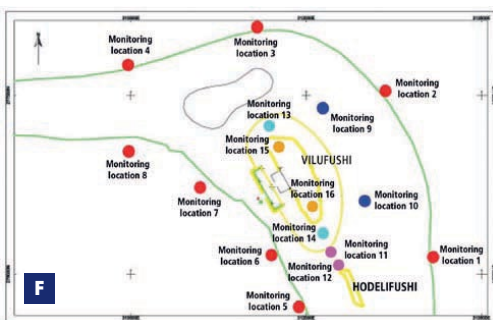 Monitoring
location 3
Monitoring
location 4
Monitoring
location 2
Monitoring
location 13
Monitoring
location 9
Monitoring
location 15
VILUFUSHI
Monitoring
location 8
Monitoring
location 16
Monitoring
location 7
Monitoring
location 10
Monitoring
location 14
Monitoring
location 11
Monitoring
location 6
Monitoring
location 12
Monitoring
location 1
HODELIFUSHI
Monitoring
location 5
F